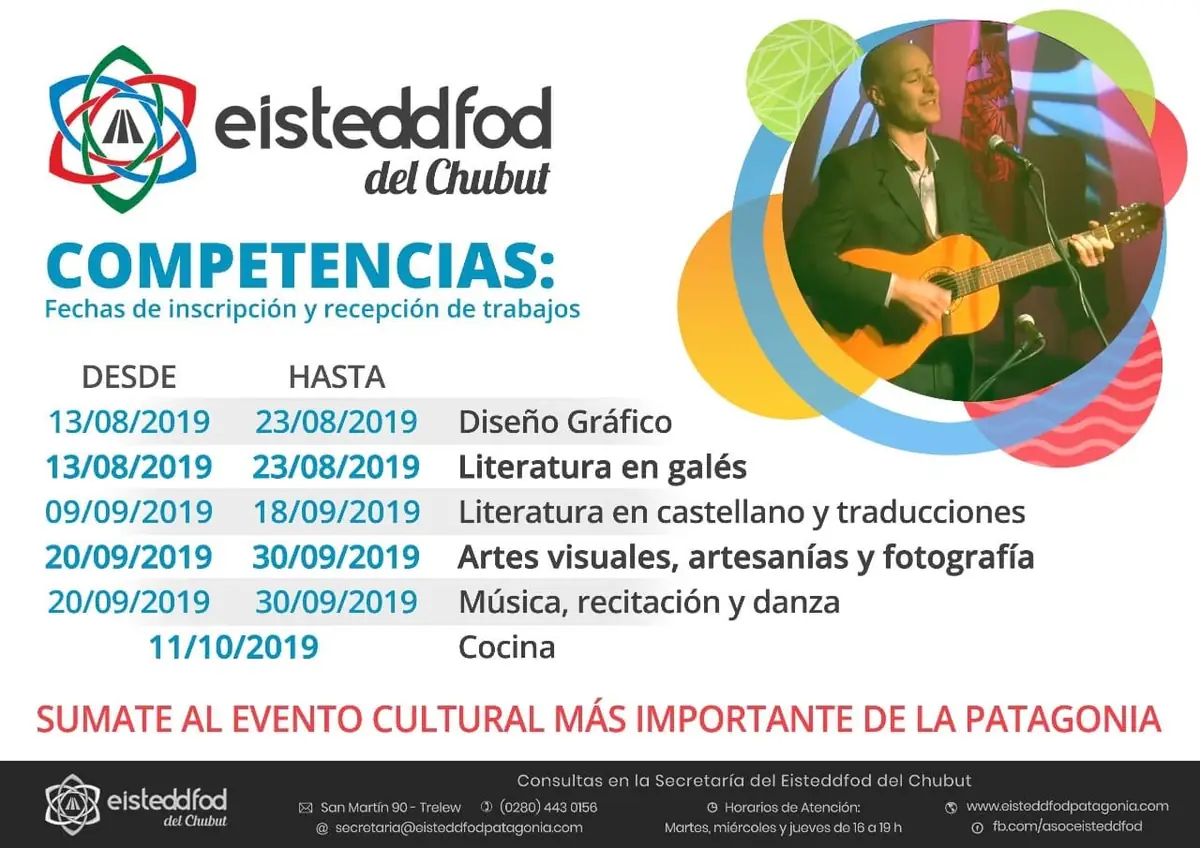 eisteddfod
del Chubut
COMPETENCIAS:
Fechas de inscripción y recepción de trabajos
DESDE HASTA
13/08/2019 23/08/2019 Diseño Gráfico
13/08/2019 23/08/2019 Literatura en galés
09/09/2019 18/09/2019 Literatura en castellano y traducciones
20/09/2019 30/09/2019 Artes visuales, artesanías y fotografía
20/09/2019 30/09/2019 Música, recitación y danza
11/10/2019 Cocina
SUMATE AL EVENTO CULTURAL MÁS IMPORTANTE DE LA PATAGONIA
eisteddfod
del Chubut
Consultas en la Secretaría del Eisteddfod del Chubut
San Martín 90 - Trelew (0280) 443 0156
@ secretaria@eisteddfodpatagonia.com
Horarios de Atención:
Martes, miércoles y jueves de 16 a 19 h
www.eisteddfodpatagonia.com
fb.com/asoceisteddfod